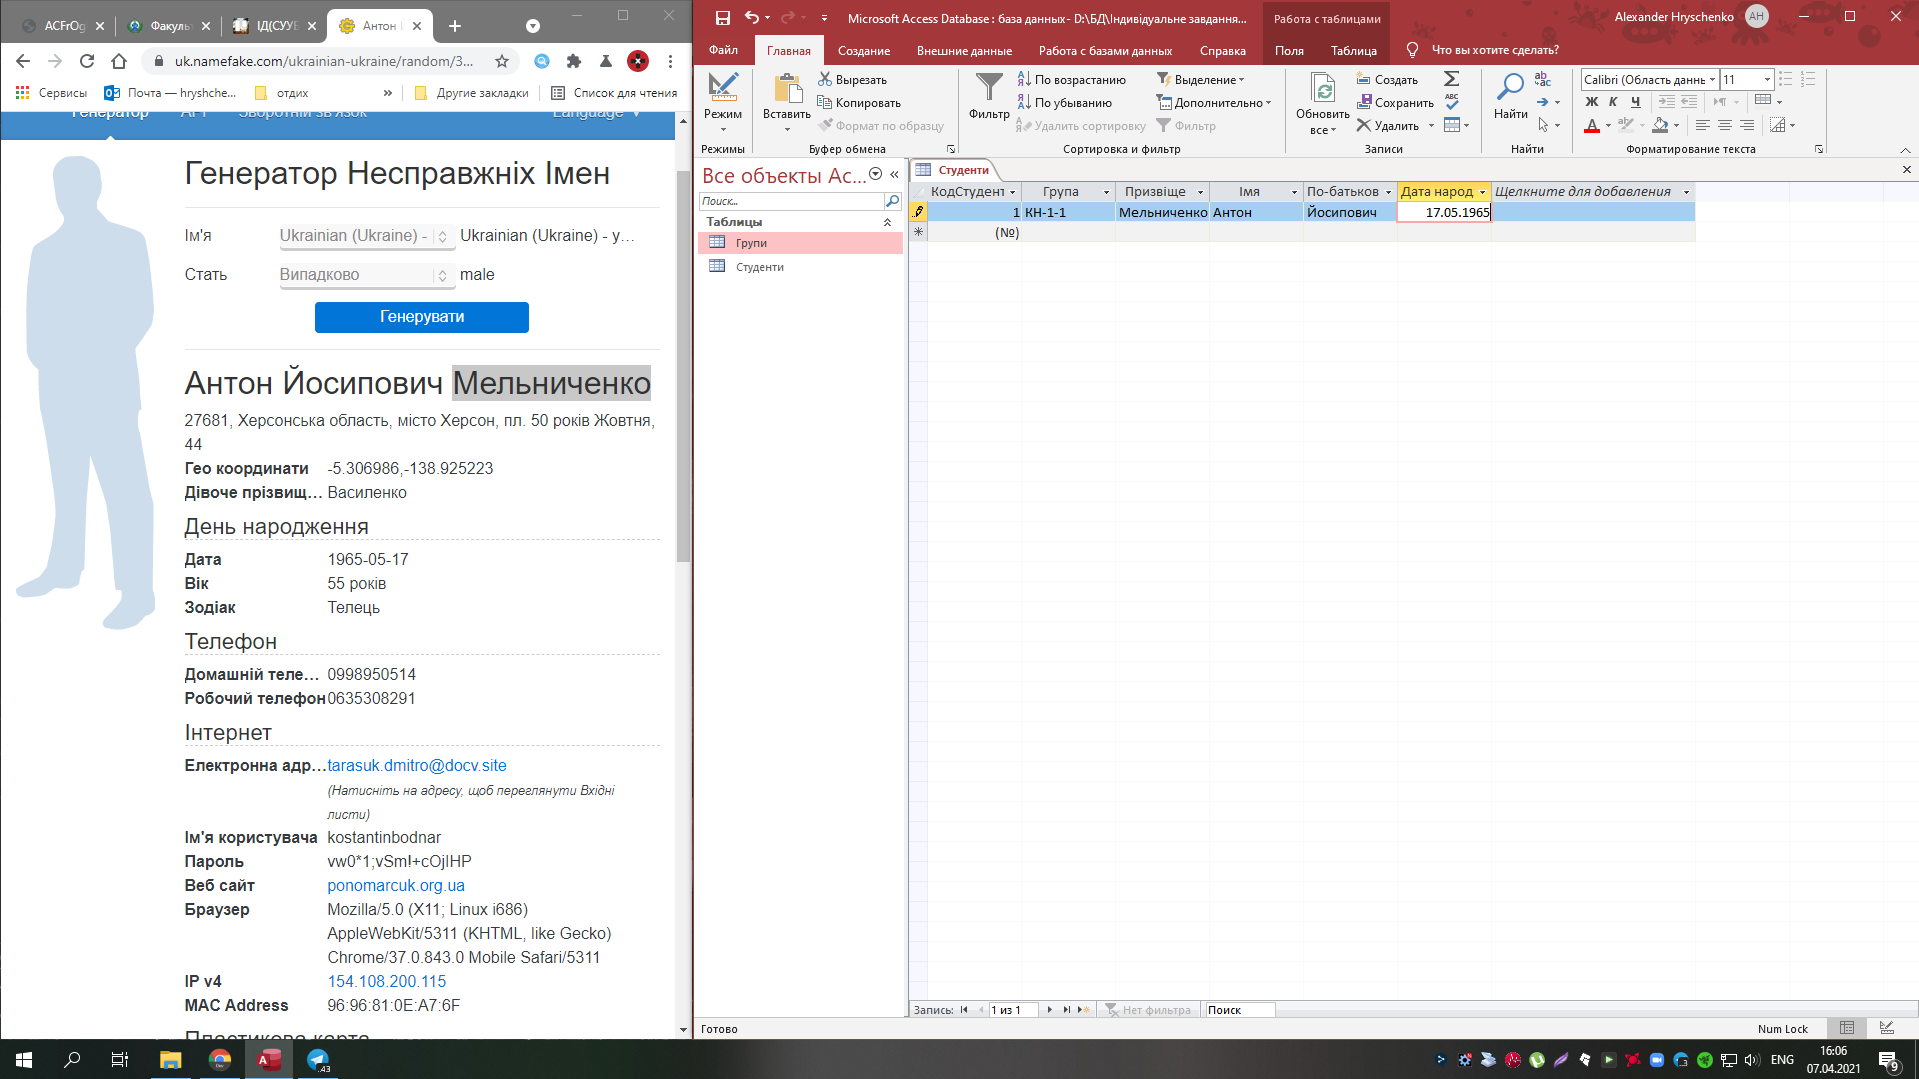 ACFrOg
Факульт
ІД(СУУБ
Антон Й
uk.namefake.com/ukrainian-ukraine/random/3...
Сервисы
Почта — hryshche...
отдих
»
Другие закладки
Список для чтения
Генератор
API
Зворотній зв'язок
Language
Генератор Несправжніх Імен
Ім'я
Ukrainian (Ukraine) -
Ukrainian (Ukraine) - y…
Стать
Випадково
male
Генерувати
Антон Йосипович Мельниченко
27681, Херсонська область, місто Херсон, пл. 50 років Жовтня,
44
Гео координати -5.306986,-138.925223
Дівоче прізвищ… Василенко
День народження
Дата 1965-05-17
Вік 55 років
Зодіак Телець
Телефон
Домашній теле… 0998950514
Робочий телефон 0635308291
Інтернет
Електронна адр… tarasuk.dmitro@docv.site
(Натисніть на адресу, щоб переглянути Вхідні
листи)
Ім'я користувача kostantinbodnar
Пароль vw0*1;vSm!+cOjIHP
Веб сайт ponomarcuk.org.ua
Браузер Mozilla/5.0 (X11; Linux i686)
AppleWebKit/5311 (KHTML, like Gecko)
Chrome/37.0.843.0 Mobile Safari/5311
IP v4 154.108.200.115
MAC Address 96:96:81:0E:A7:6F
Пластикова карта
Microsoft Access Database : база данных- D:\БД\Індивідуальне завдання...
Работа с таблицами
Alexander Hryschenko
AH
Файл
Главная
Создание
Внешние данные
Работа с базами данных
Справка
Поля
Таблица
Что вы хотите сделать?
Режим
Режимы
Вставить
Вырезать
Копировать
Формат по образцу
Буфер обмена
Фильтр
По возрастанию
По убыванию
Удалить сортировку
Выделение
Дополнительно
Фильтр
Сортировка и фильтр
Обновить
все
Создать
Сохранить
Удалить
Записи
Найти
Найти
Calibri (Область данн
11
Ж К Ч
Форматирование текста
Все объекты Ac...
Поиск...
Таблицы
Групи
Студенти
Студенти
КодСтудент
Група
Призвіще
Імя
По-батьков
Дата народ
Щелкните для добавления
1 КН-1-1 Мельниченко Антон Йосипович 17.05.1965
(№)
Запись:
1 из 1
Нет фильтра
Поиск
Готово
Num Lock
43
ENG
16:06
07.04.2021
9